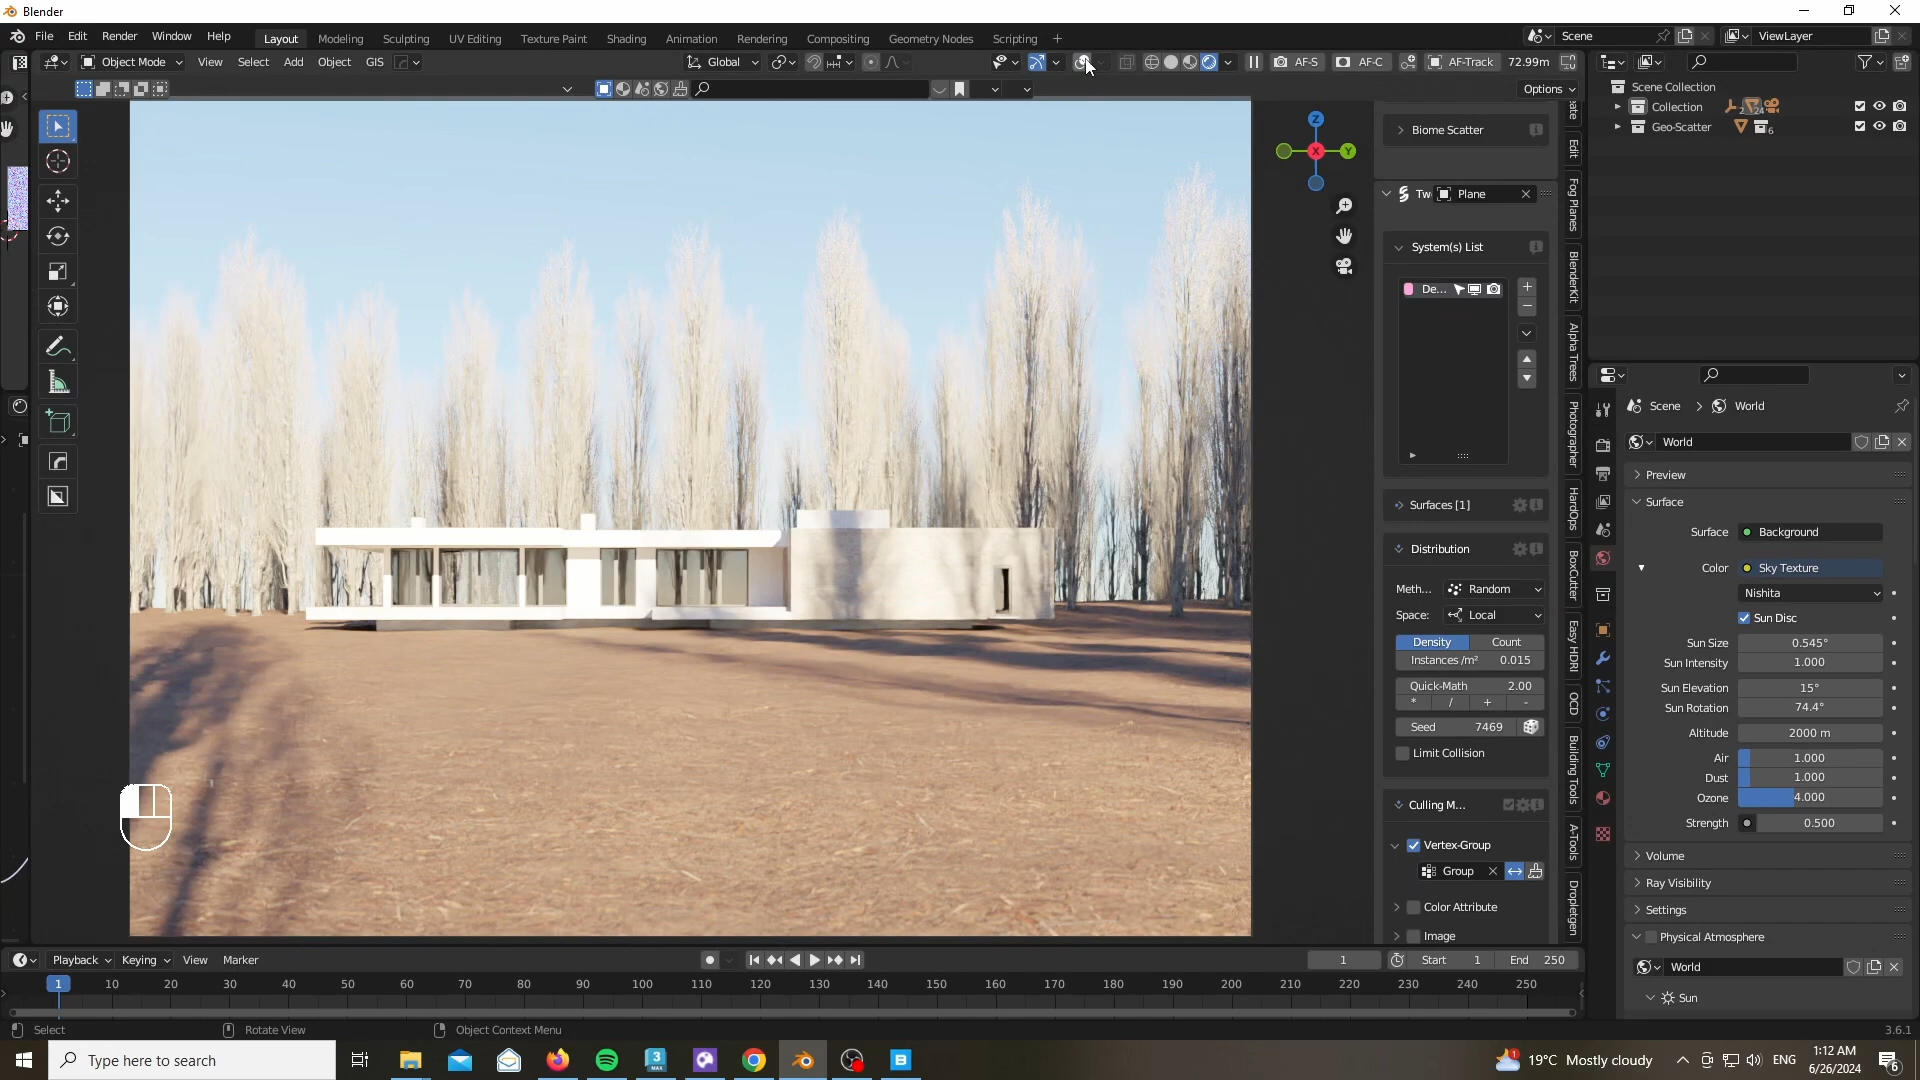 Blender
File Edit Render Window Help
Layout Modeling Sculpting UV Editing Texture Paint Shading Animation Rendering Compositing Geometry Nodes Scripting +
Scene
ViewLayer
Object Mode View Select Add Object GIS
Global
AF-S AF-C AF-Track 72.99m
Options
Scene Collection
Collection 2 24
Geo-Scatter 6
Z
X
Y
Edit
Fog Planes
BlenderKit
Alpha Trees
Photographer
HardOps
BoxCutter
Easy HDRI
OCD
Building Tools
A-Tools
Dropletgen
Biome Scatter
Plane
System(s) List
De...
Surfaces [1]
Distribution
Meth... Random
Space: Local
Density Count
Instances /m² 0.015
Quick-Math 2.00
* / + -
Seed 7469
Limit Collision
Culling M...
Vertex-Group
Group
Color Attribute
Image
Scene > World
World
Preview
Surface
Surface Background
Color Sky Texture
Nishita
Sun Disc
Sun Size 0.545°
Sun Intensity 1.000
Sun Elevation 15°
Sun Rotation 74.4°
Altitude 2000 m
Air 1.000
Dust 1.000
Ozone 4.000
Strength 0.500
Volume
Ray Visibility
Settings
Physical Atmosphere
World
Sun
Playback Keying View Marker
1 Start 1 End 250
1 10 20 30 40 50 60 70 80 90 100 110 120 130 140 150 160 170 180 190 200 210 220 230 240 250
Select Rotate View Object Context Menu 3.6.1
Type here to search
3
MAX
B
1
19°C Mostly cloudy
ENG
1:12 AM
6/26/2024
6